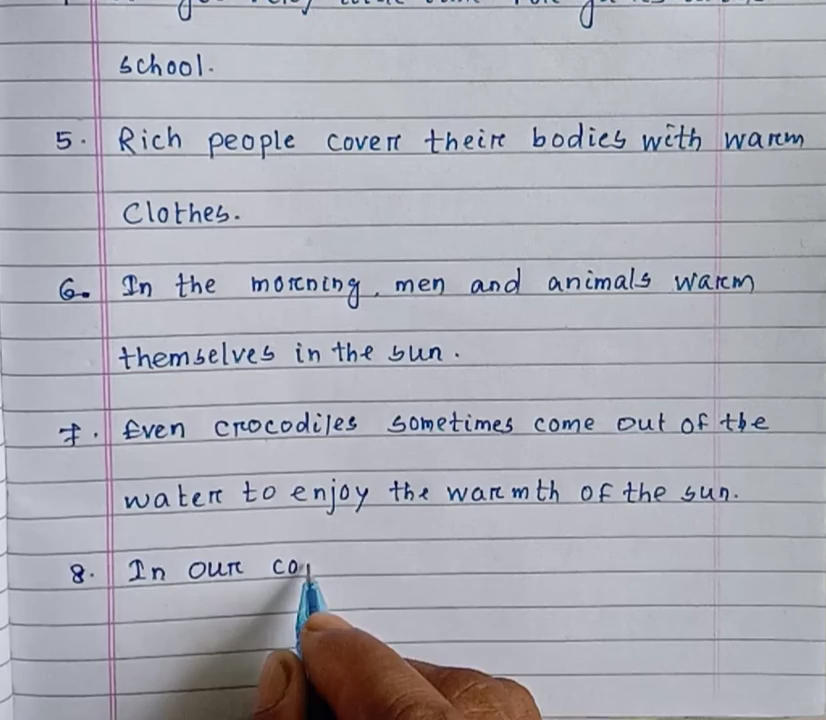 school.
5. Rich people cover their bodies with warm
Clothes.
6. In the morning, men and animals warm
themselves in the sun.
7. Even crocodiles sometimes come out of the
water to enjoy the warmth of the sun.
8. In our co